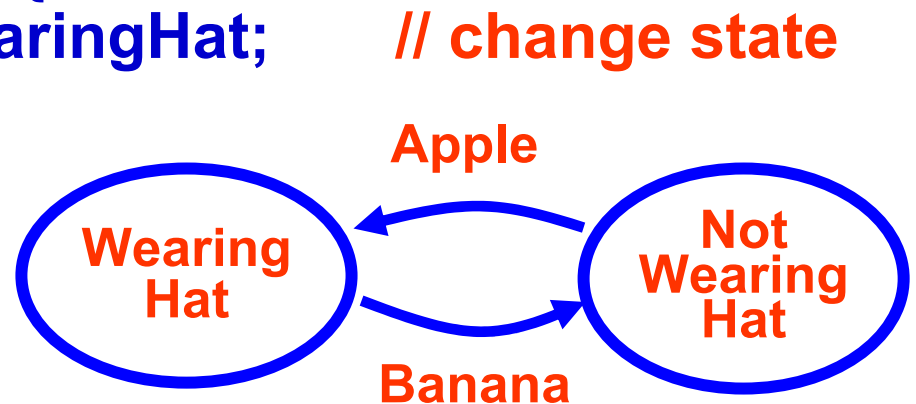 aringHat; // change state
Apple
Wearing
Hat
Not
Wearing
Hat
Banana